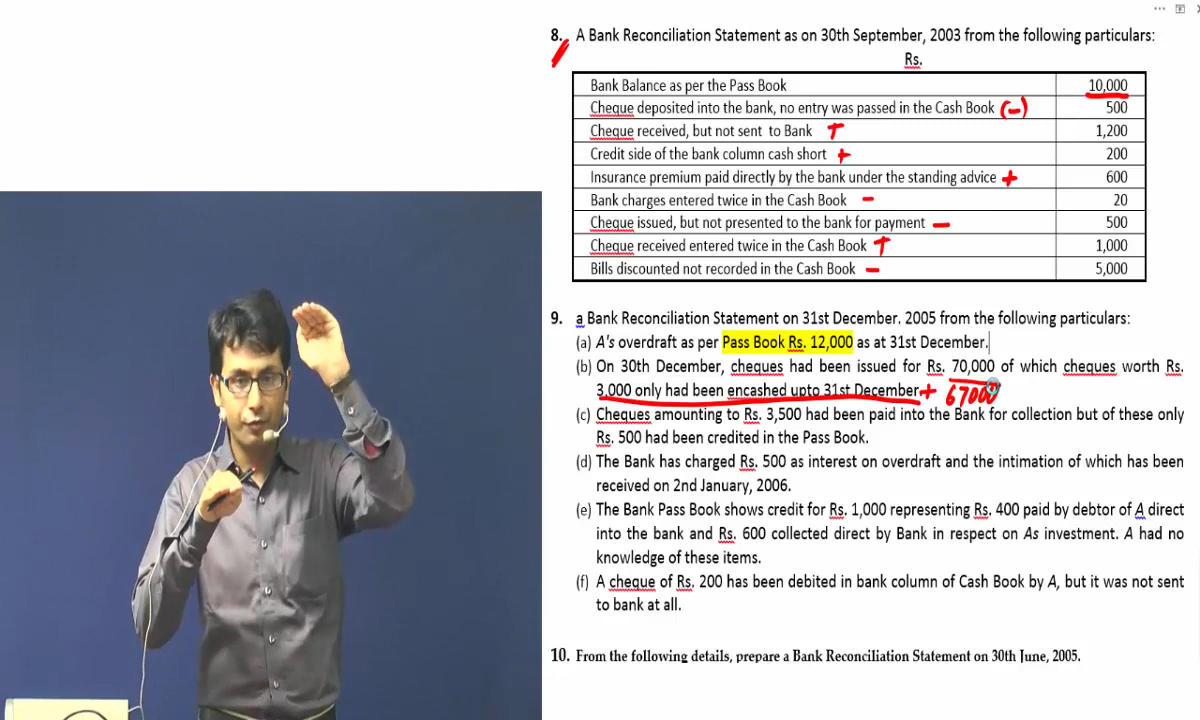 8. A Bank Reconciliation Statement as on 30th September, 2003 from the following particulars:
Rs.
Bank Balance as per the Pass Book 10,000
Cheque deposited into the bank, no entry was passed in the Cash Book (-) 500
Cheque received, but not sent to Bank + 1,200
Credit side of the bank column cash short + 200
Insurance premium paid directly by the bank under the standing advice + 600
Bank charges entered twice in the Cash Book - 20
Cheque issued, but not presented to the bank for payment - 500
Cheque received entered twice in the Cash Book + 1,000
Bills discounted not recorded in the Cash Book - 5,000
9. a Bank Reconciliation Statement on 31st December. 2005 from the following particulars:
(a) A's overdraft as per Pass Book Rs. 12,000 as at 31st December.
(b) On 30th December, cheques had been issued for Rs. 70,000 of which cheques worth Rs.
3,000 only had been encashed upto 31st December + 67000
(c) Cheques amounting to Rs. 3,500 had been paid into the Bank for collection but of these only
Rs. 500 had been credited in the Pass Book.
(d) The Bank has charged Rs. 500 as interest on overdraft and the intimation of which has been
received on 2nd January, 2006.
(e) The Bank Pass Book shows credit for Rs. 1,000 representing Rs. 400 paid by debtor of A direct
into the bank and Rs. 600 collected direct by Bank in respect on As investment. A had no
knowledge of these items.
(f) A cheque of Rs. 200 has been debited in bank column of Cash Book by A, but it was not sent
to bank at all.
10. From the following details, prepare a Bank Reconciliation Statement on 30th June, 2005.